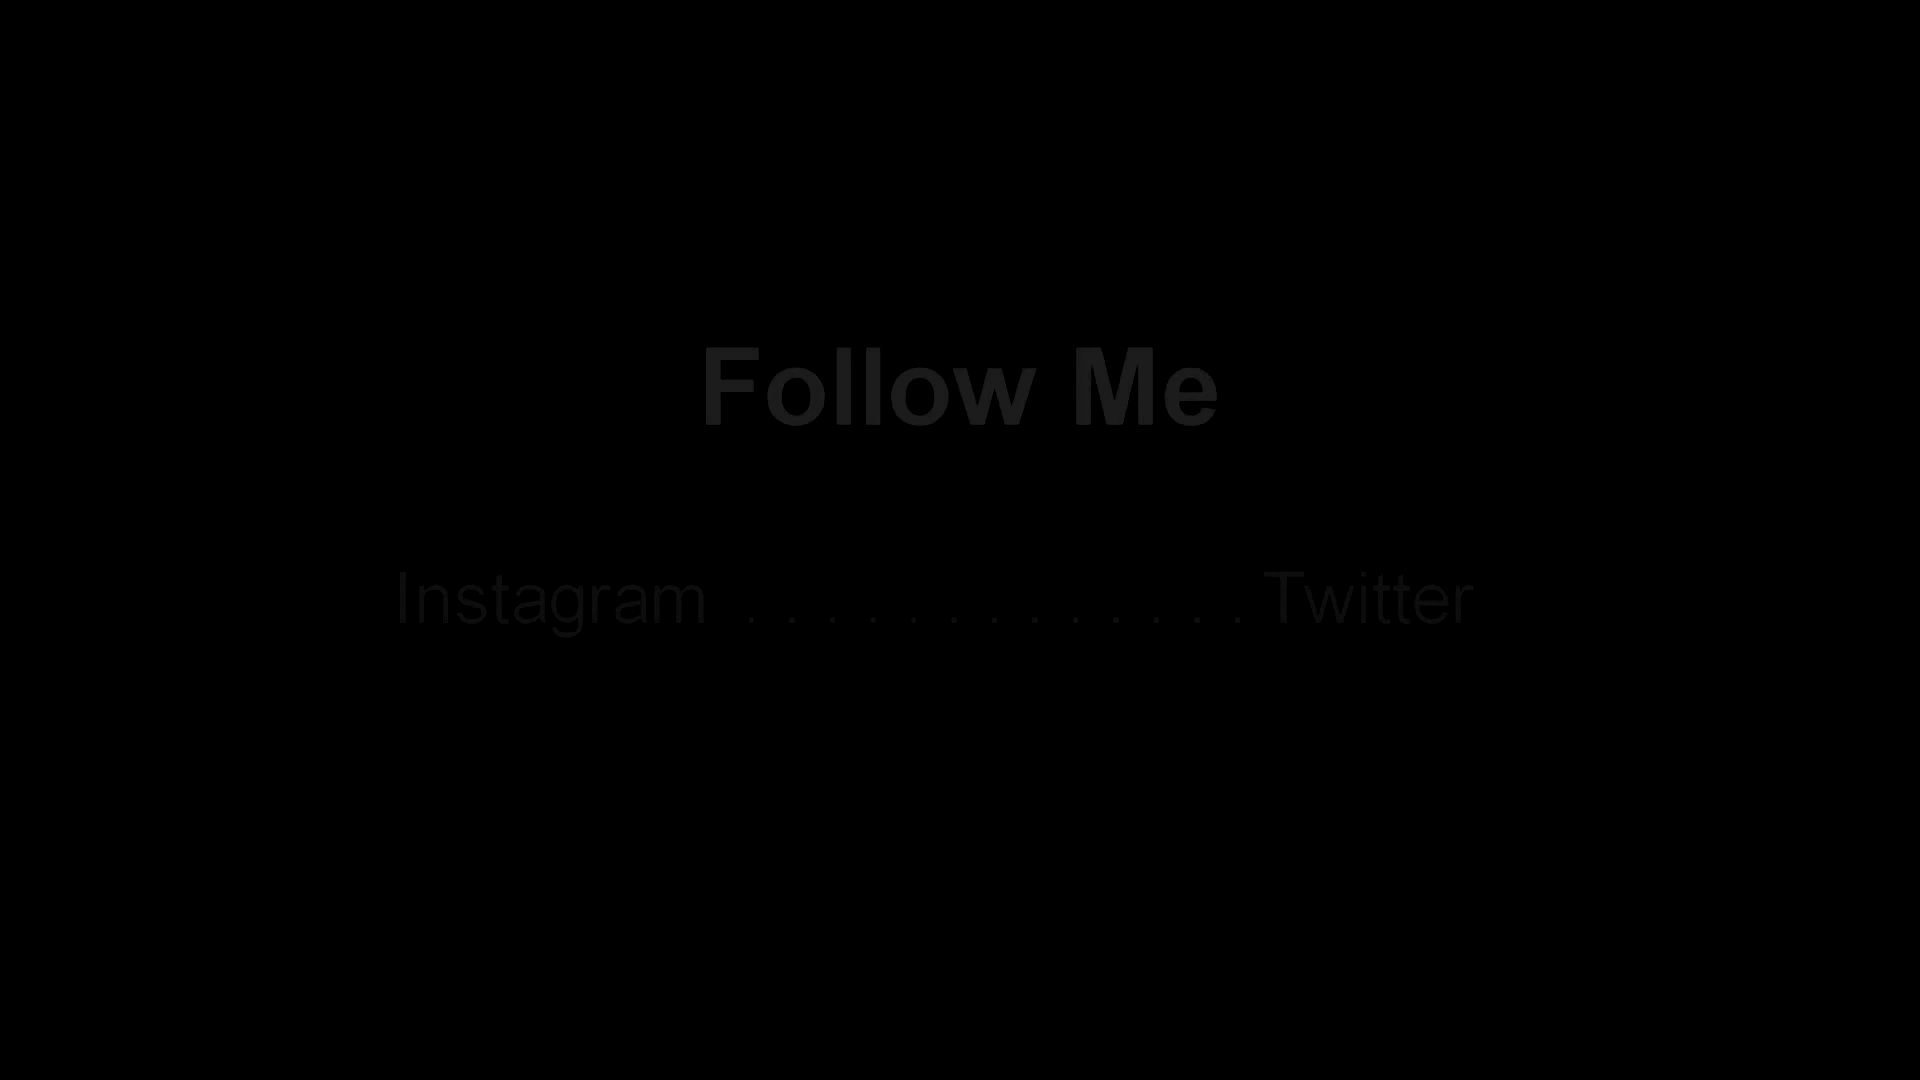 Follow Me
Instagram . . . . . . . . . . . . . Twitter